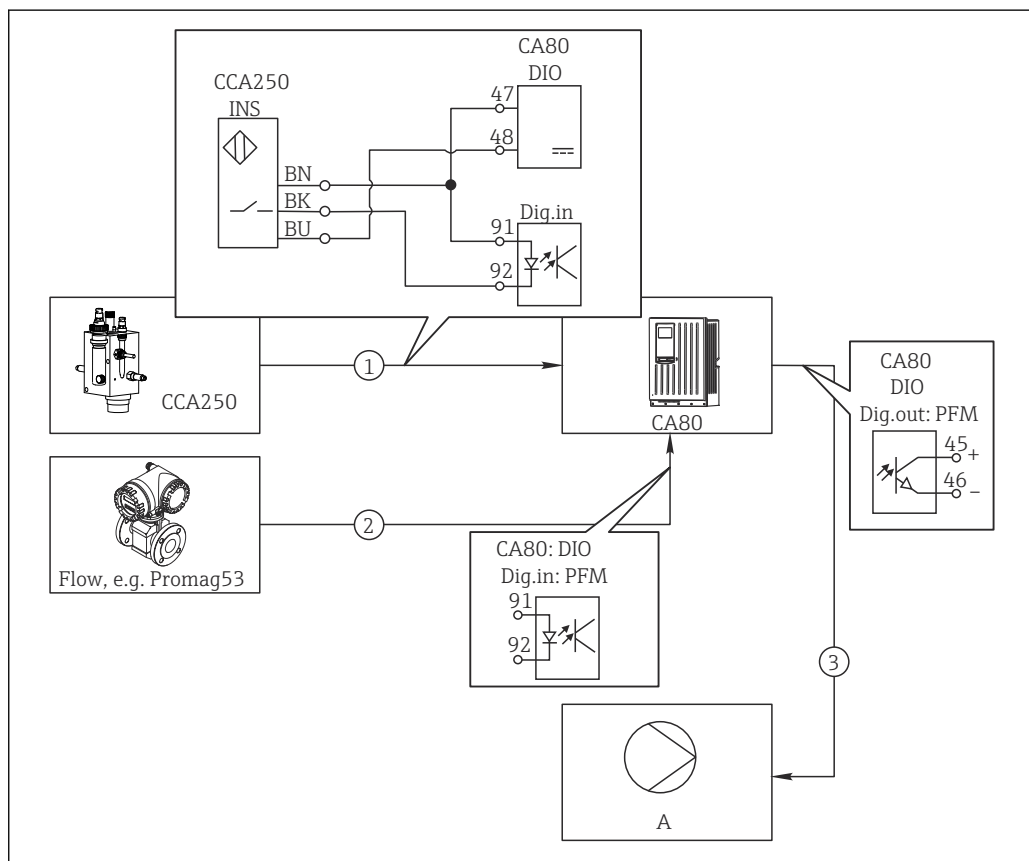 CA80
DIO
CCA250
INS
47
48
BN
BK
BU
Dig.in
91
92
1
CCA250
CA80
CA80
DIO
Dig.out: PFM
45
+
46
−
2
Flow, e.g. Promag53
CA80: DIO
Dig.in: PFM
91
92
3
A